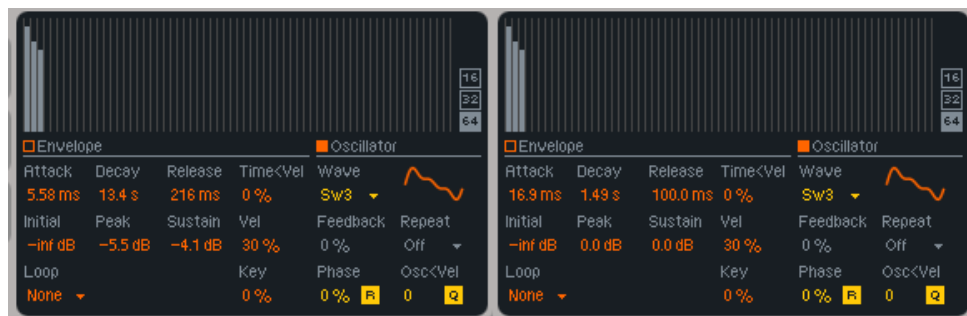 16
32
64
Envelope Oscillator
Attack Decay Release Time<Vel Wave
5.58 ms 13.4 s 216 ms 0 % Sw3
Initial Peak Sustain Vel Feedback Repeat
-inf dB -5.5 dB -4.1 dB 30 % 0 % Off
Loop Key Phase Osc<Vel
None 0 % 0 % R 0 Q
16
32
64
Envelope Oscillator
Attack Decay Release Time<Vel Wave
16.9 ms 1.49 s 100.0 ms 0 % Sw3
Initial Peak Sustain Vel Feedback Repeat
-inf dB 0.0 dB 0.0 dB 30 % 0 % Off
Loop Key Phase Osc<Vel
None 0 % 0 % R 0 Q